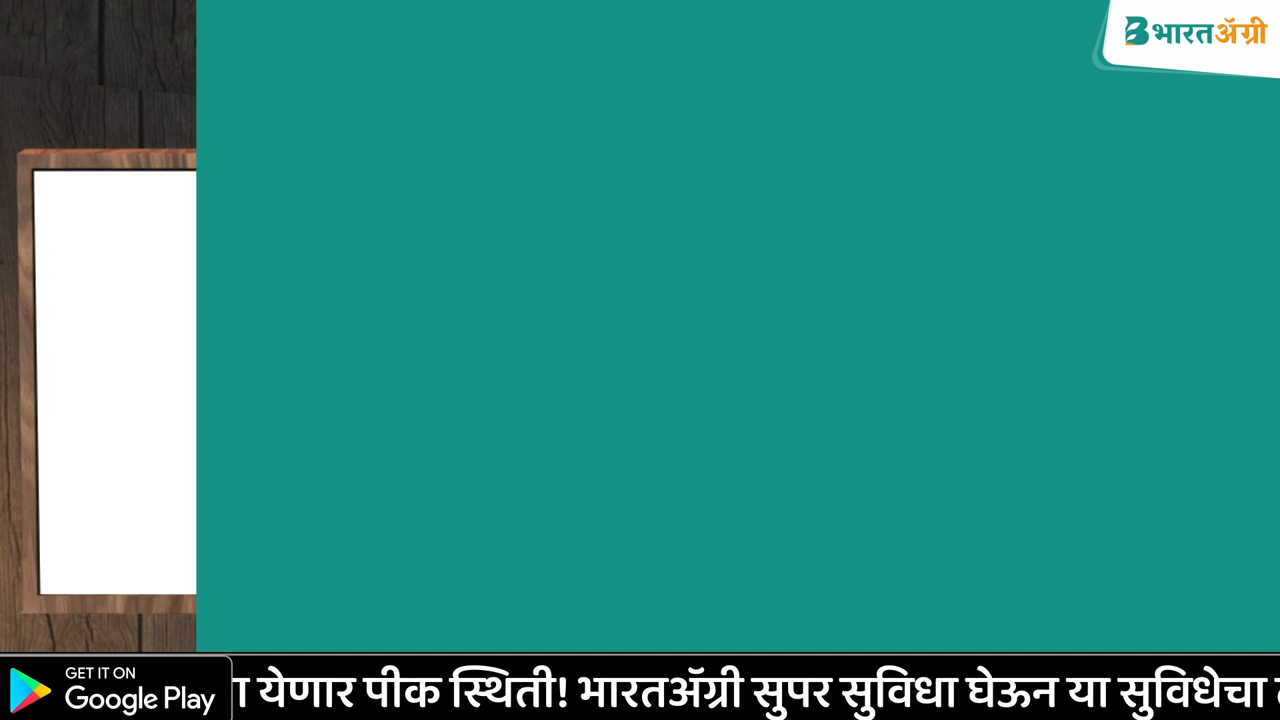 भारतॲग्री
GET IT ON
Google Play
येणार पीक स्थिती! भारतॲग्री सुपर सुविधा घेऊन या सुविधेचा